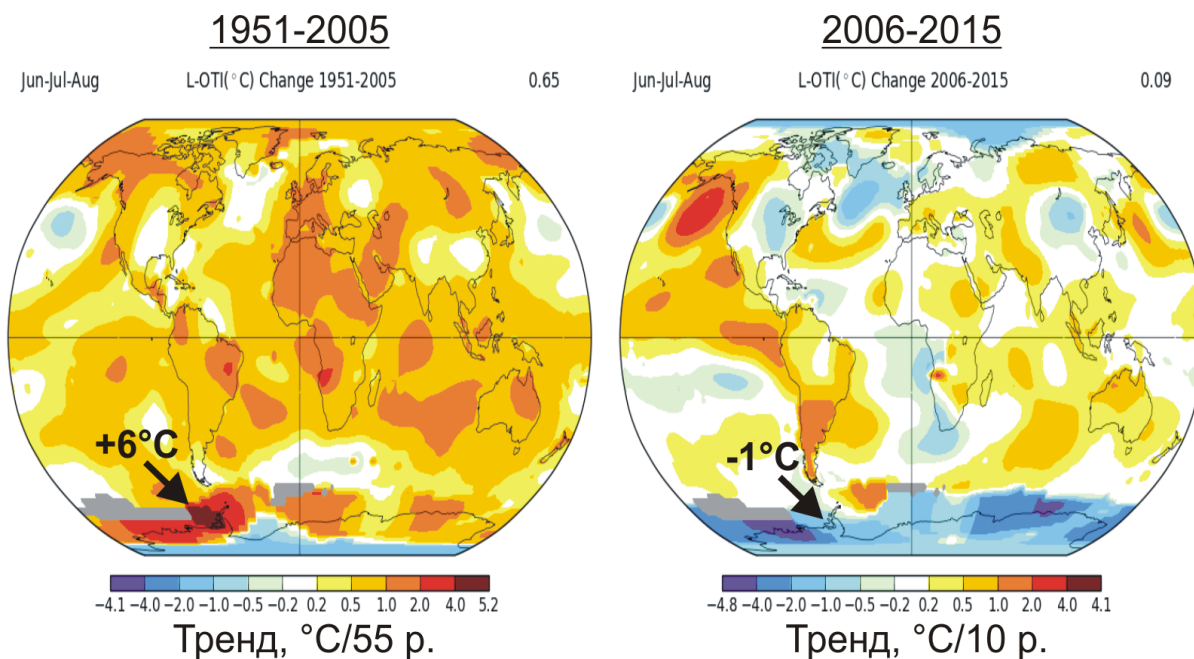 1951-2005
Jun-Jul-Aug L-OTI(°C) Change 1951-2005 0.65
+6°C
−4.1 −4.0 −2.0 −1.0 −0.5 −0.2 0.2 0.5 1.0 2.0 4.0 5.2
Тренд, °C/55 р.
2006-2015
Jun-Jul-Aug L-OTI(°C) Change 2006-2015 0.09
-1°C
−4.8 −4.0 −2.0 −1.0 −0.5 −0.2 0.2 0.5 1.0 2.0 4.0 4.1
Тренд, °C/10 р.